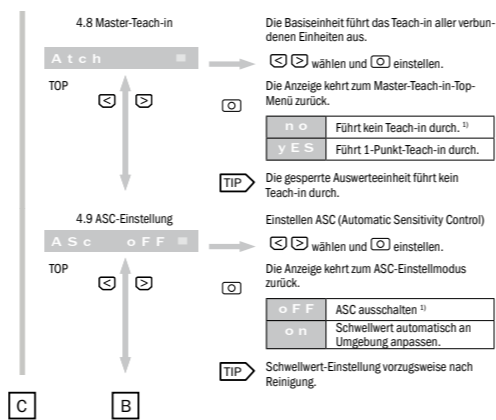 4.8 Master-Teach-in
Atch
TOP
< >
Die Basiseinheit führt das Teach-in aller verbun-
denen Einheiten aus.
< > wählen und O einstellen.
O
Die Anzeige kehrt zum Master-Teach-in-Top-
Menü zurück.
no Führt kein Teach-in durch. 1)
yES Führt 1-Punkt-Teach-in durch.
TIP
Die gesperrte Auswerteeinheit führt kein
Teach-in durch.
4.9 ASC-Einstellung
ASc oFF
TOP
< >
Einstellen ASC (Automatic Sensitivity Control)
< > wählen und O einstellen.
O
Die Anzeige kehrt zum ASC-Einstellmodus
zurück.
oFF ASC ausschalten 1)
on Schwellwert automatisch an
Umgebung anpassen.
TIP
Schwellwert-Einstellung vorzugsweise nach
Reinigung.
C
B